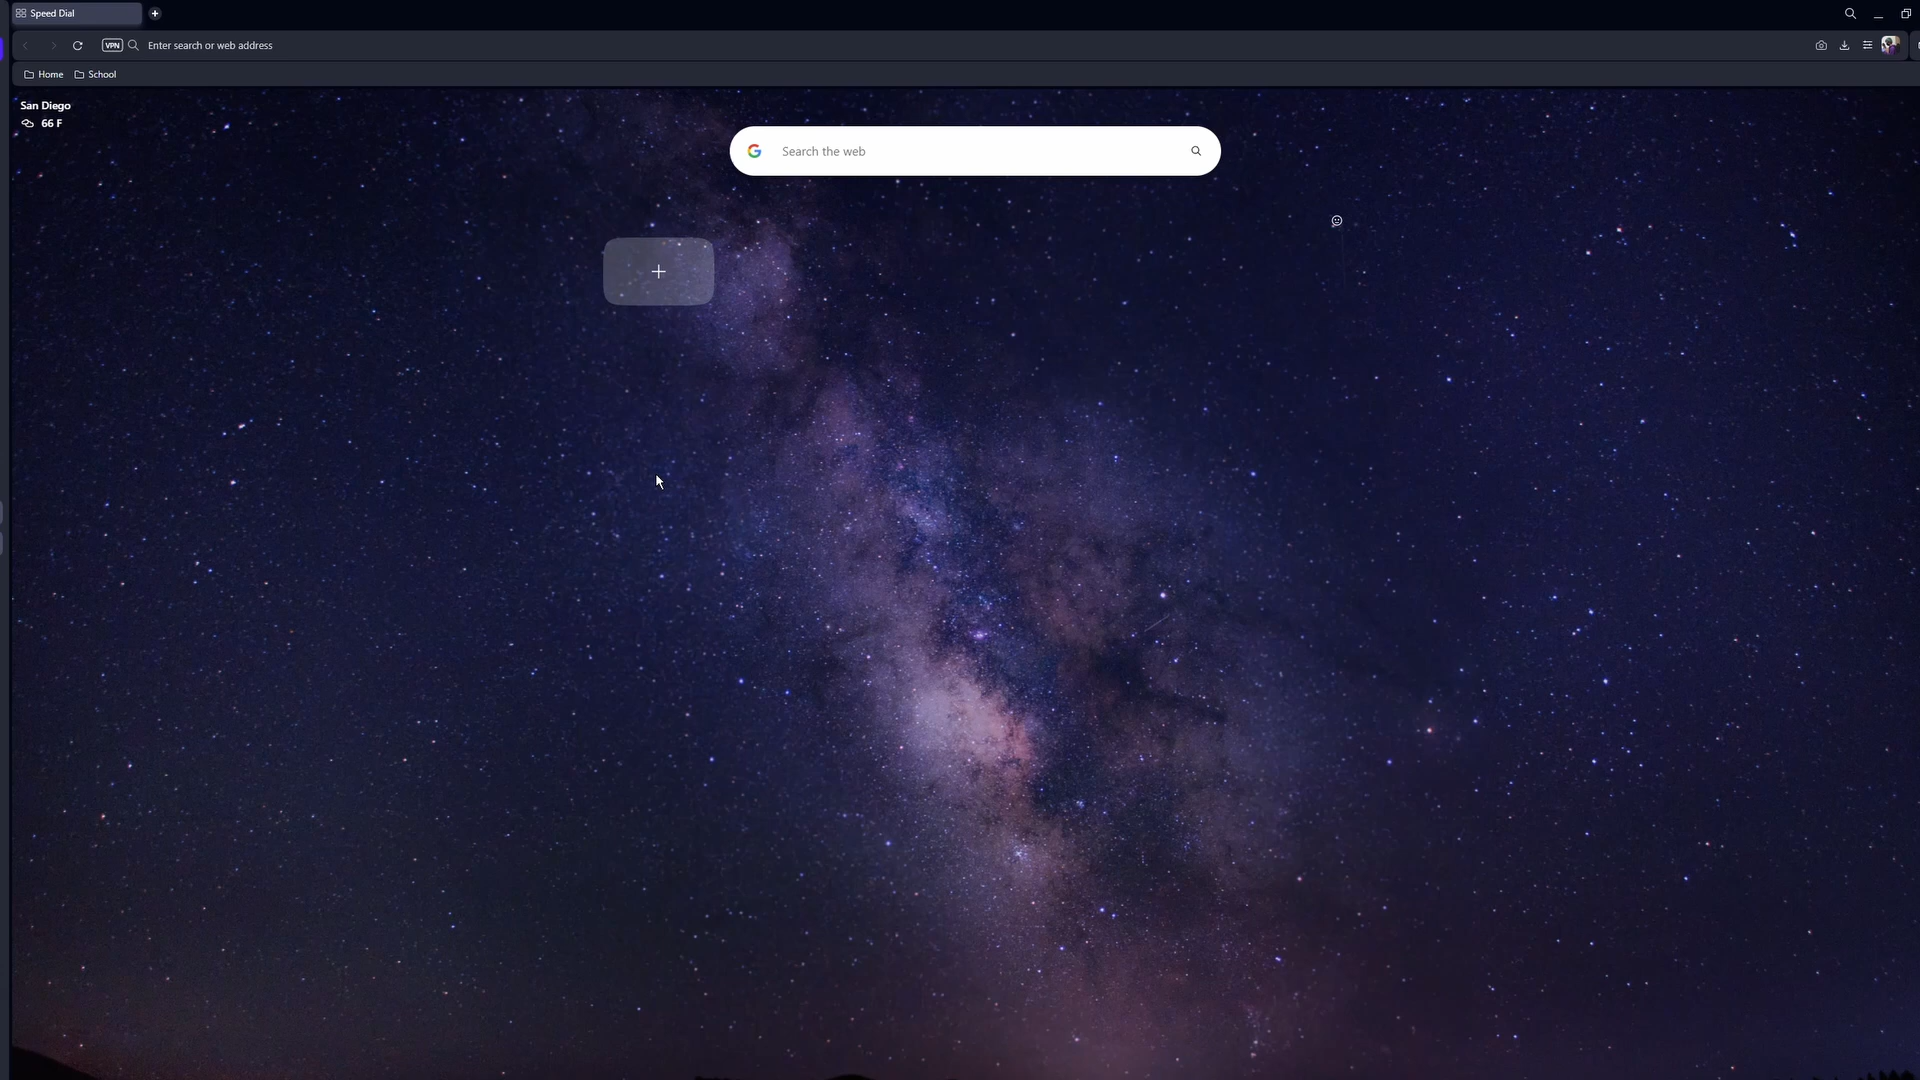 Speed Dial
VPN Enter search or web address
Home School
San Diego
66 F
G Search the web